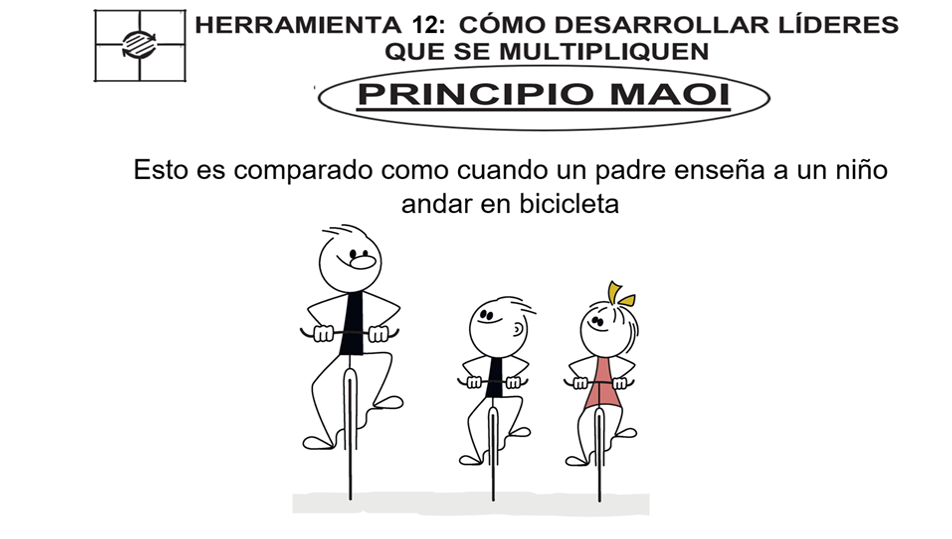 HERRAMIENTA 12: CÓMO DESARROLLAR LÍDERES
QUE SE MULTIPLIQUEN
PRINCIPIO MAOI
Esto es comparado como cuando un padre enseña a un niño
andar en bicicleta